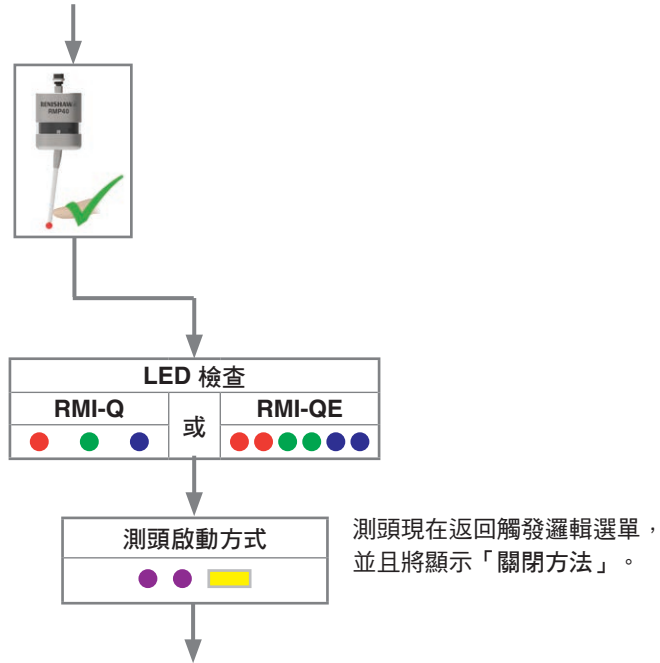 RENISHAW
RMP40
LED 檢查
RMI-Q
或
RMI-QE
測頭啟動方式
測頭現在返回觸發邏輯選單，
並且將顯示「關閉方法」。